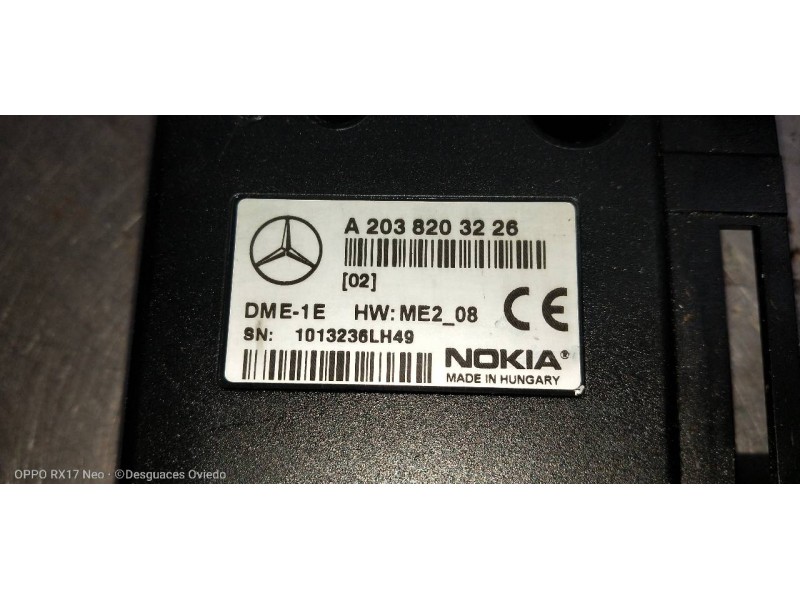 A 203 820 32 26
[02]
DME-1E HW: ME2_08
SN: 1013236LH49
CE
NOKIA®
MADE IN HUNGARY
OPPO RX17 Neo · ©Desguaces Oviedo